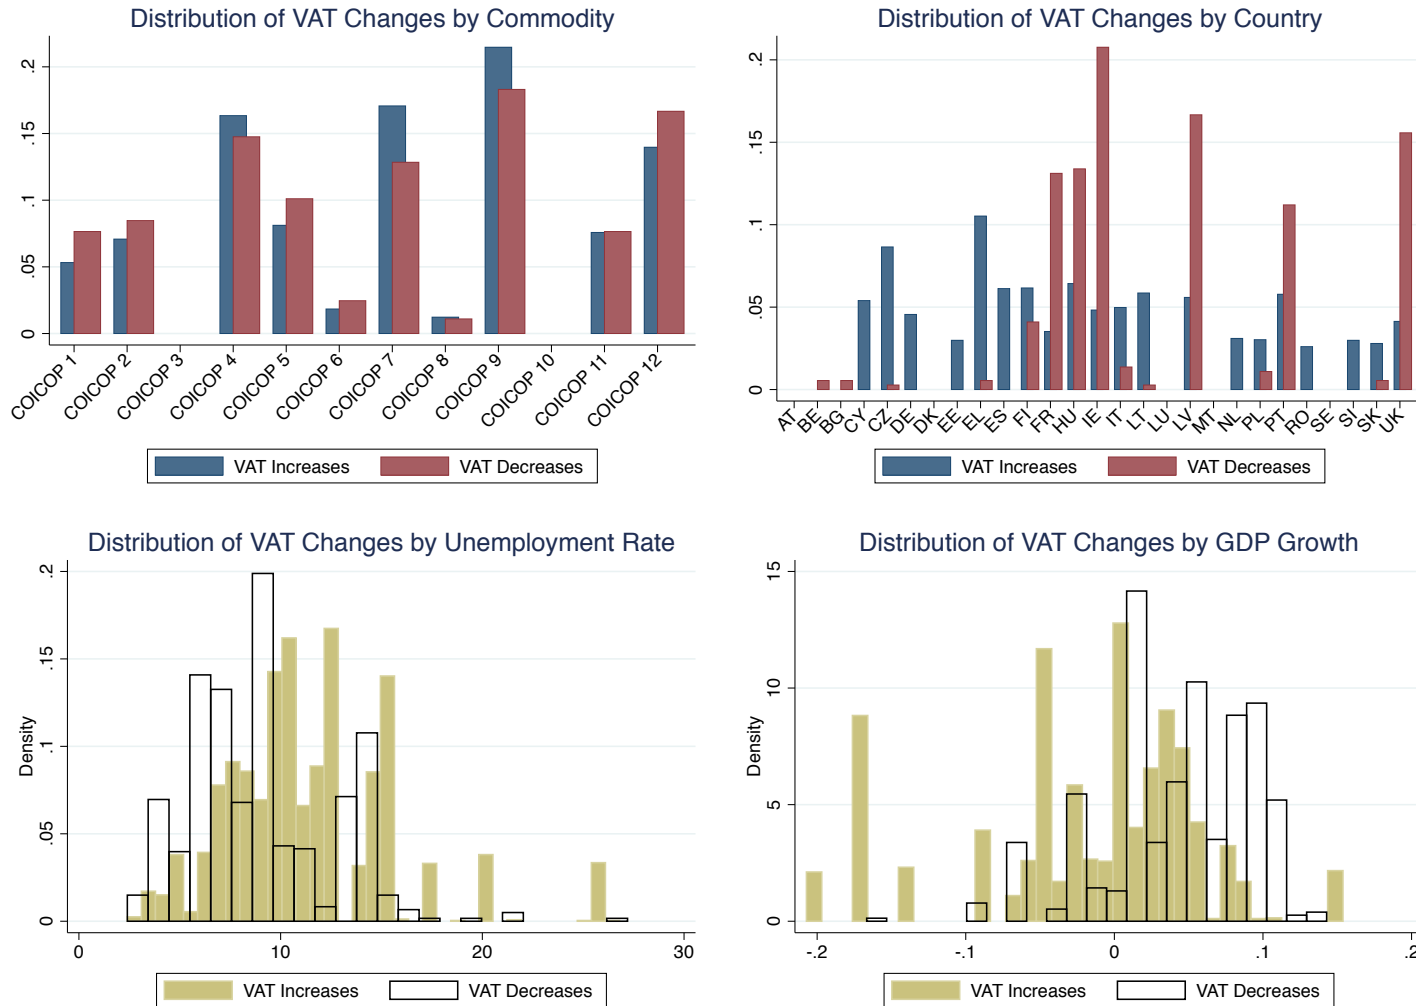 Distribution of VAT Changes by Commodity
.2
.15
.1
.05
0
COICOP 1
COICOP 2
COICOP 3
COICOP 4
COICOP 5
COICOP 6
COICOP 7
COICOP 8
COICOP 9
COICOP 10
COICOP 11
COICOP 12
VAT Increases
VAT Decreases
Distribution of VAT Changes by Country
.2
.15
.1
.05
0
AT
BE
BG
CY
CZ
DE
DK
EE
EL
ES
FI
FR
HU
IE
IT
LT
LU
LV
MT
NL
PL
PT
RO
SE
SI
SK
UK
VAT Increases
VAT Decreases
Distribution of VAT Changes by Unemployment Rate
.2
.15
.1
.05
0
Density
0
10
20
30
VAT Increases
VAT Decreases
Distribution of VAT Changes by GDP Growth
15
10
5
0
Density
-.2
-.1
0
.1
.2
VAT Increases
VAT Decreases